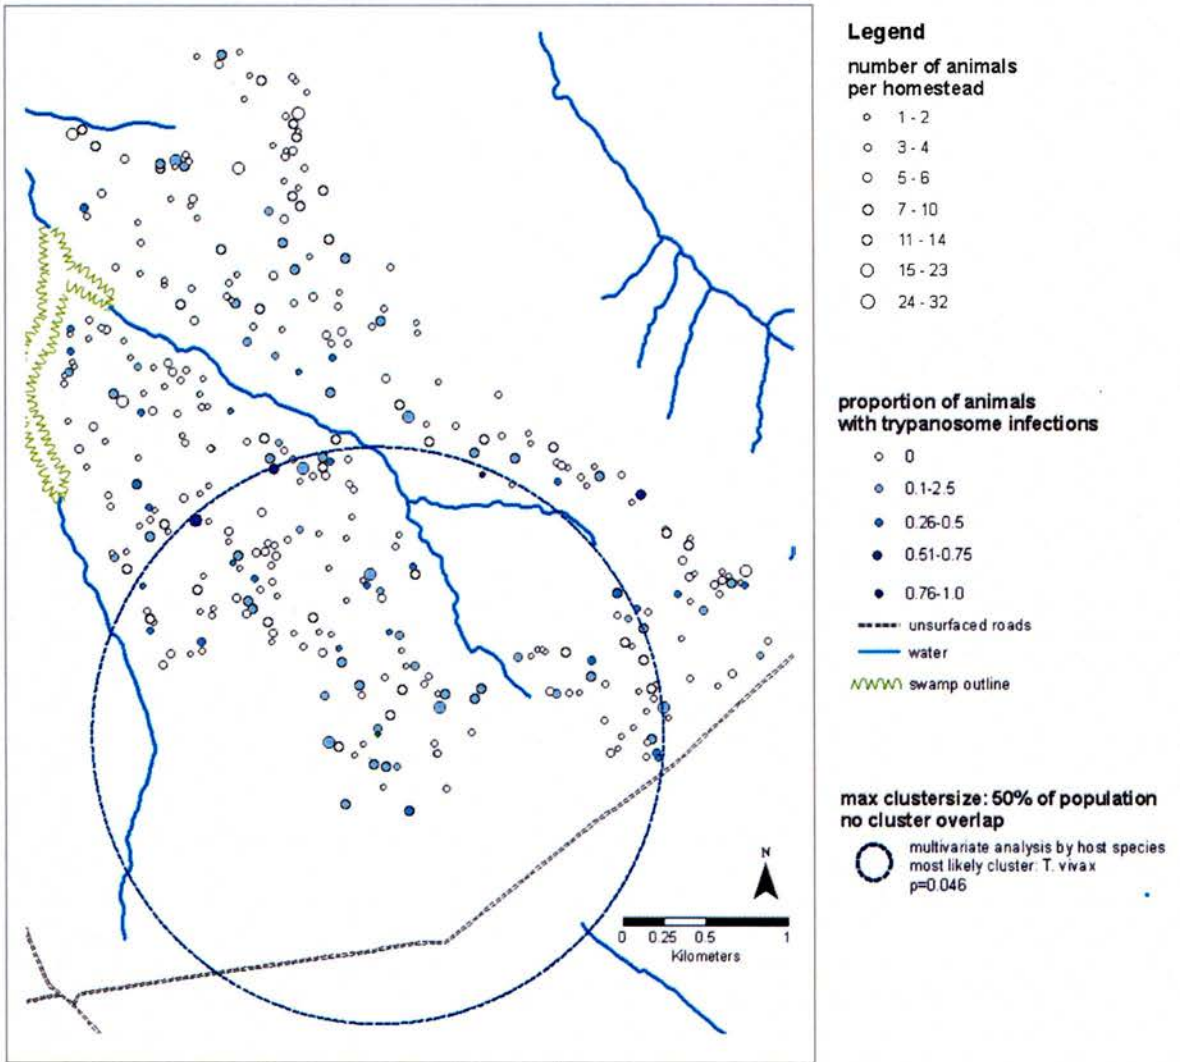 Legend
number of animals
per homestead
1 - 2
3 - 4
5 - 6
7 - 10
11 - 14
15 - 23
24 - 32
proportion of animals
with trypanosome infections
0
0.1-2.5
0.26-0.5
0.51-0.75
0.76-1.0
unsurfaced roads
water
swamp outline
max clustersize: 50% of population
no cluster overlap
multivariate analysis by host species
most likely cluster: T. vivax
p=0.046
N
0 0.25 0.5 1
Kilometers